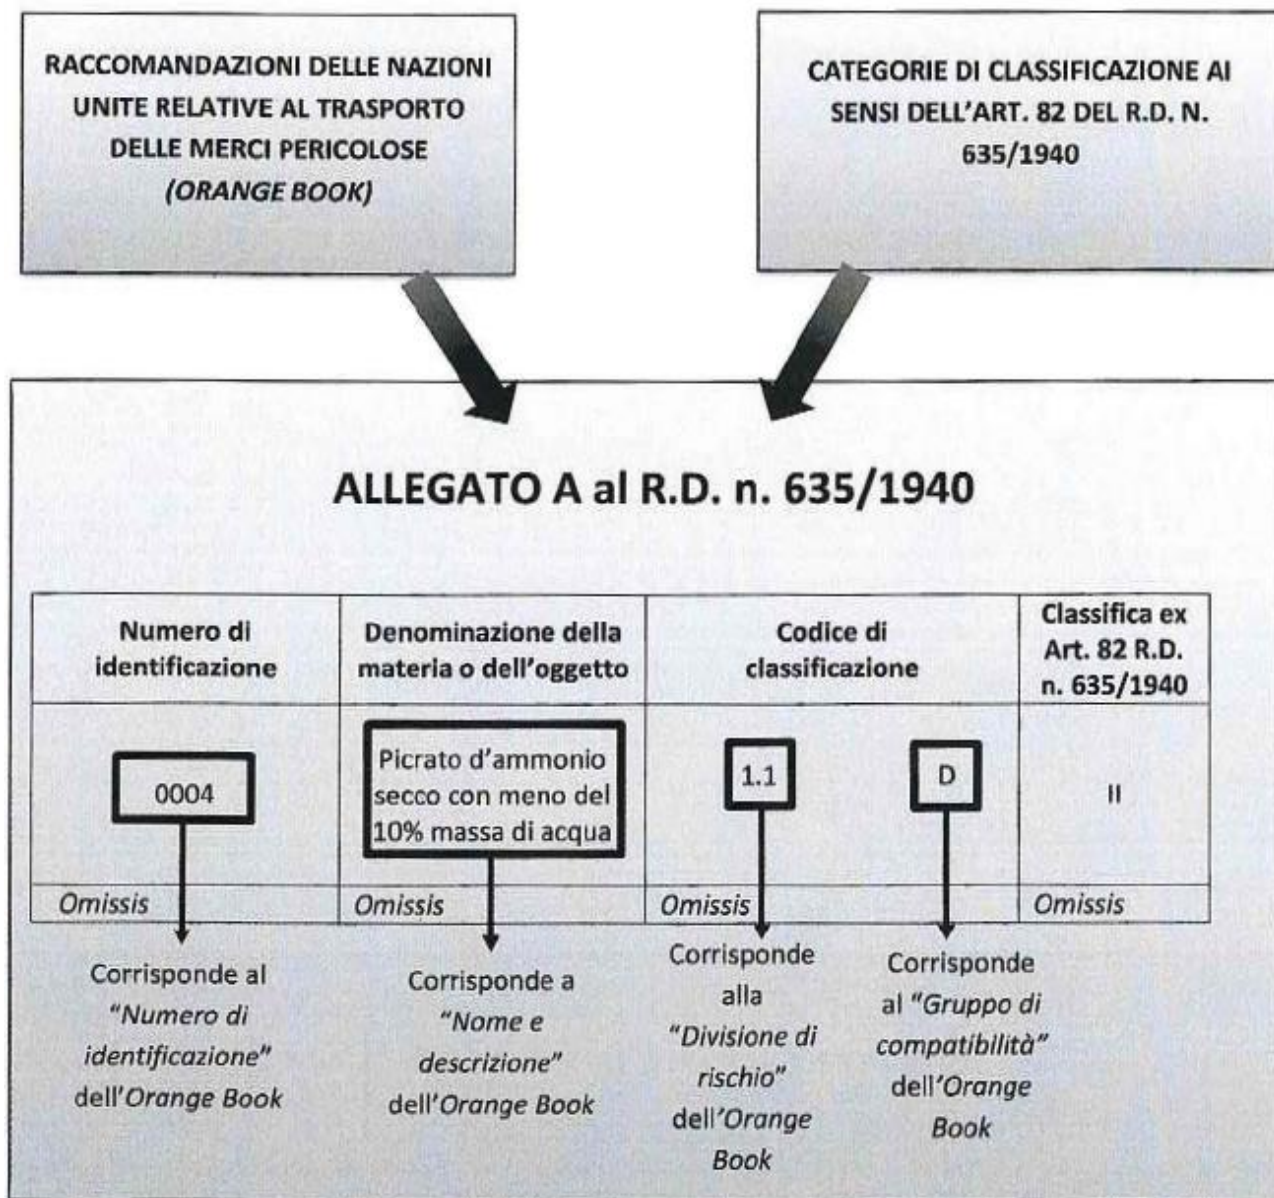 RACCOMANDAZIONI DELLE NAZIONI
UNITE RELATIVE AL TRASPORTO
DELLE MERCI PERICOLOSE
(ORANGE BOOK)
CATEGORIE DI CLASSIFICAZIONE AI
SENSI DELL'ART. 82 DEL R.D. N.
635/1940
ALLEGATO A al R.D. n. 635/1940
Numero di
identificazione
Denominazione della
materia o dell'oggetto
Codice di
classificazione
Classifica ex
Art. 82 R.D.
n. 635/1940
0004
Picrato d'ammonio
secco con meno del
10% massa di acqua
1.1
D
II
Omissis
Omissis
Omissis
Omissis
Corrisponde al
"Numero di
identificazione"
dell'Orange Book
Corrisponde a
"Nome e
descrizione"
dell'Orange Book
Corrisponde
alla
"Divisione di
rischio"
dell'Orange
Book
Corrisponde
al "Gruppo di
compatibilità"
dell'Orange
Book